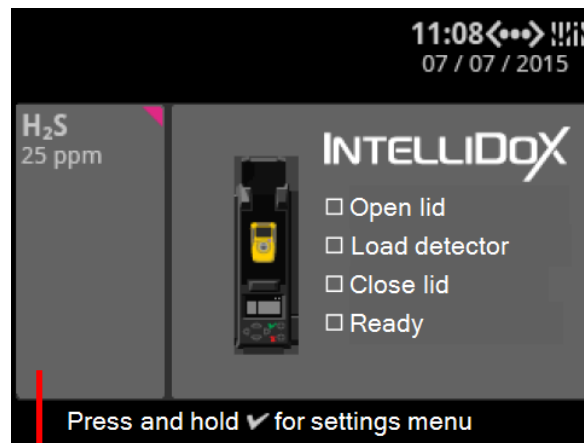 11:08
07 / 07 / 2015
H₂S
25 ppm
INTELLIDOX
Open lid
Load detector
Close lid
Ready
Press and hold ✔ for settings menu